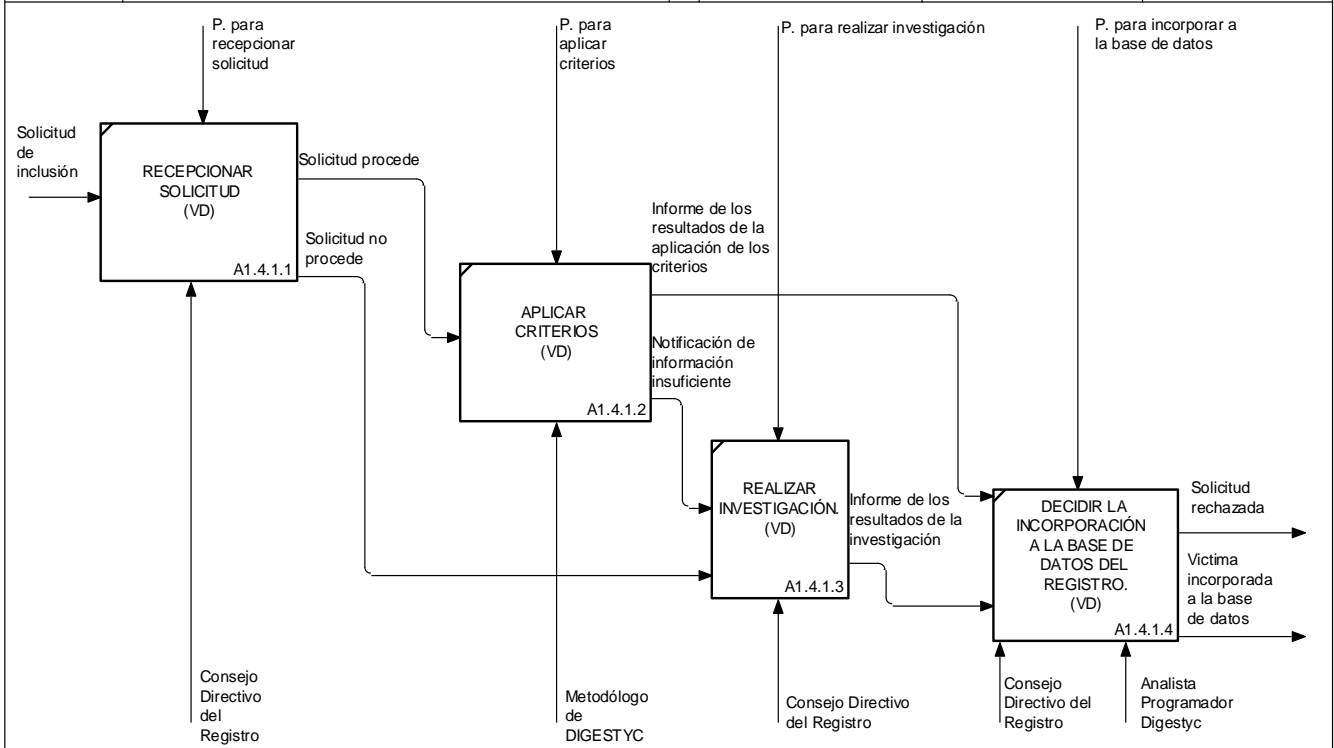 P. para
recepcionar
solicitud
P. para
aplicar
criterios
P. para realizar investigación
P. para incorporar a
la base de datos
Solicitud
de
inclusión
RECEPCIONAR
SOLICITUD
(VD)
A1.4.1.1
Solicitud procede
Solicitud no
procede
APLICAR
CRITERIOS
(VD)
A1.4.1.2
Informe de los
resultados de la
aplicación de los
criterios
Notificación de
información
insuficiente
REALIZAR
INVESTIGACIÓN.
(VD)
A1.4.1.3
Informe de los
resultados de la
investigación
DECIDIR LA
INCORPORACIÓN
A LA BASE DE
DATOS DEL
REGISTRO.
(VD)
A1.4.1.4
Solicitud
rechazada
Victima
incorporada
a la base
de datos
Consejo
Directivo
del
Registro
Metodólogo
de
DIGESTYC
Consejo Directivo
del Registro
Consejo
Directivo del
Registro
Analista
Programador
Digestyc